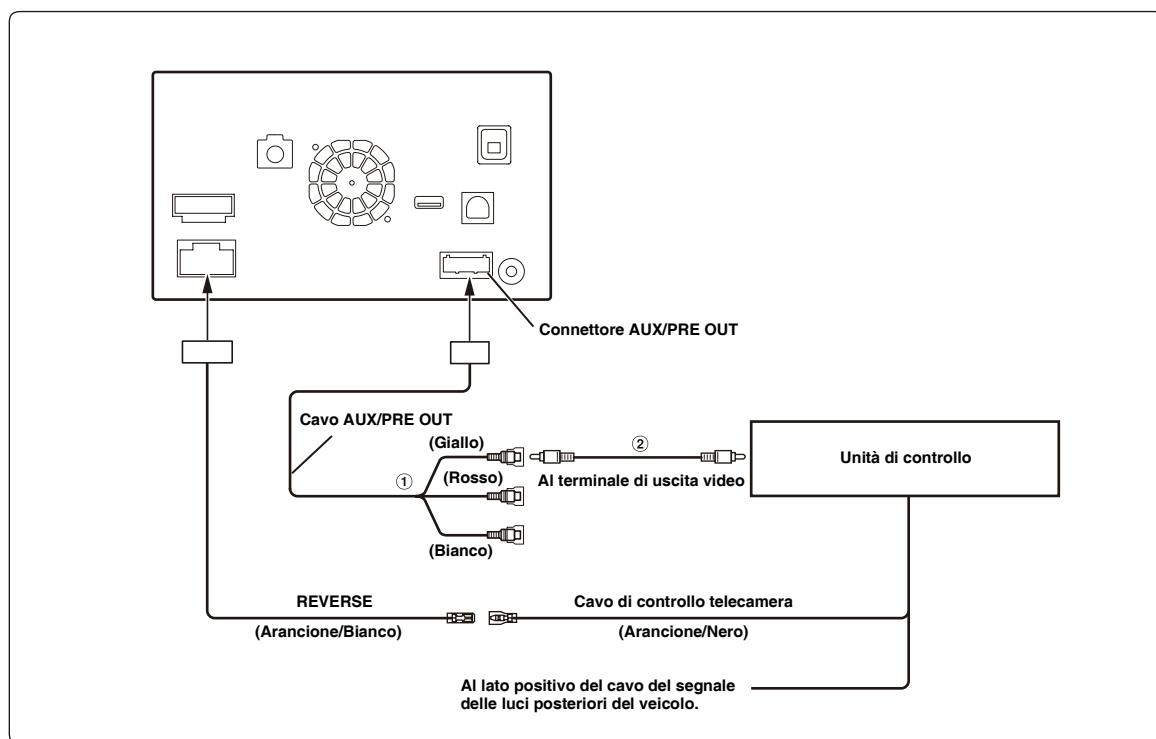 Connettore AUX/PRE OUT
Cavo AUX/PRE OUT
(Giallo)
②
Unità di controllo
①
(Rosso)
Al terminale di uscita video
(Bianco)
REVERSE
Cavo di controllo telecamera
(Arancione/Bianco)
(Arancione/Nero)
Al lato positivo del cavo del segnale
delle luci posteriori del veicolo.